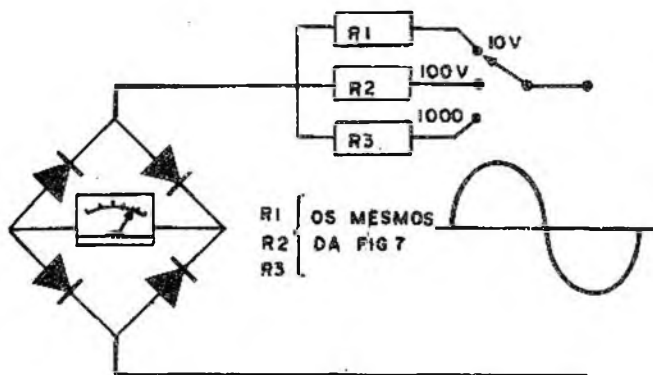 R1
10V
R2
100V
R3
1000
R1 OS MESMOS
R2 DA FIG 7
R3